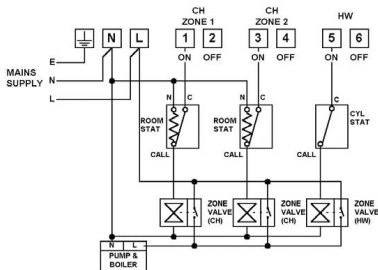 CH
ZONE 1
CH
ZONE 2
HW
N
L
1
2
3
4
5
6
ON
OFF
ON
OFF
ON
OFF
E
MAINS
SUPPLY
N
L
N
C
N
C
C
ROOM
STAT
ROOM
STAT
CYL
STAT
CALL
CALL
CALL
ZONE
VALVE
(CH)
ZONE
VALVE
(CH)
ZONE
VALVE
(HW)
N
L
PUMP &
BOILER